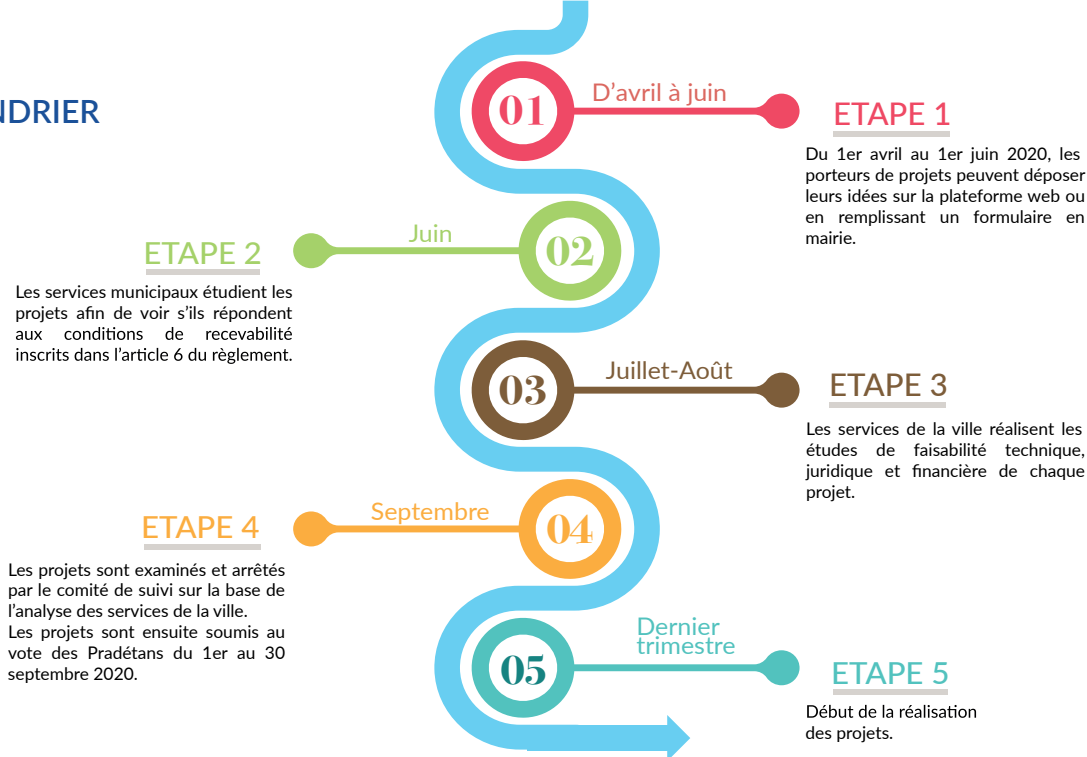 NDRIER
01
D'avril à juin
ETAPE 1
Du 1er avril au 1er juin 2020, les
porteurs de projets peuvent déposer
leurs idées sur la plateforme web ou
en remplissant un formulaire en
mairie.
Juin
02
ETAPE 2
Les services municipaux étudient les
projets afin de voir s'ils répondent
aux conditions de recevabilité
inscrits dans l'article 6 du règlement.
03
Juillet-Août
ETAPE 3
Les services de la ville réalisent les
études de faisabilité technique,
juridique et financière de chaque
projet.
Septembre
04
ETAPE 4
Les projets sont examinés et arrêtés
par le comité de suivi sur la base de
l'analyse des services de la ville.
Les projets sont ensuite soumis au
vote des Pradétans du 1er au 30
septembre 2020.
05
Dernier
trimestre
ETAPE 5
Début de la réalisation
des projets.